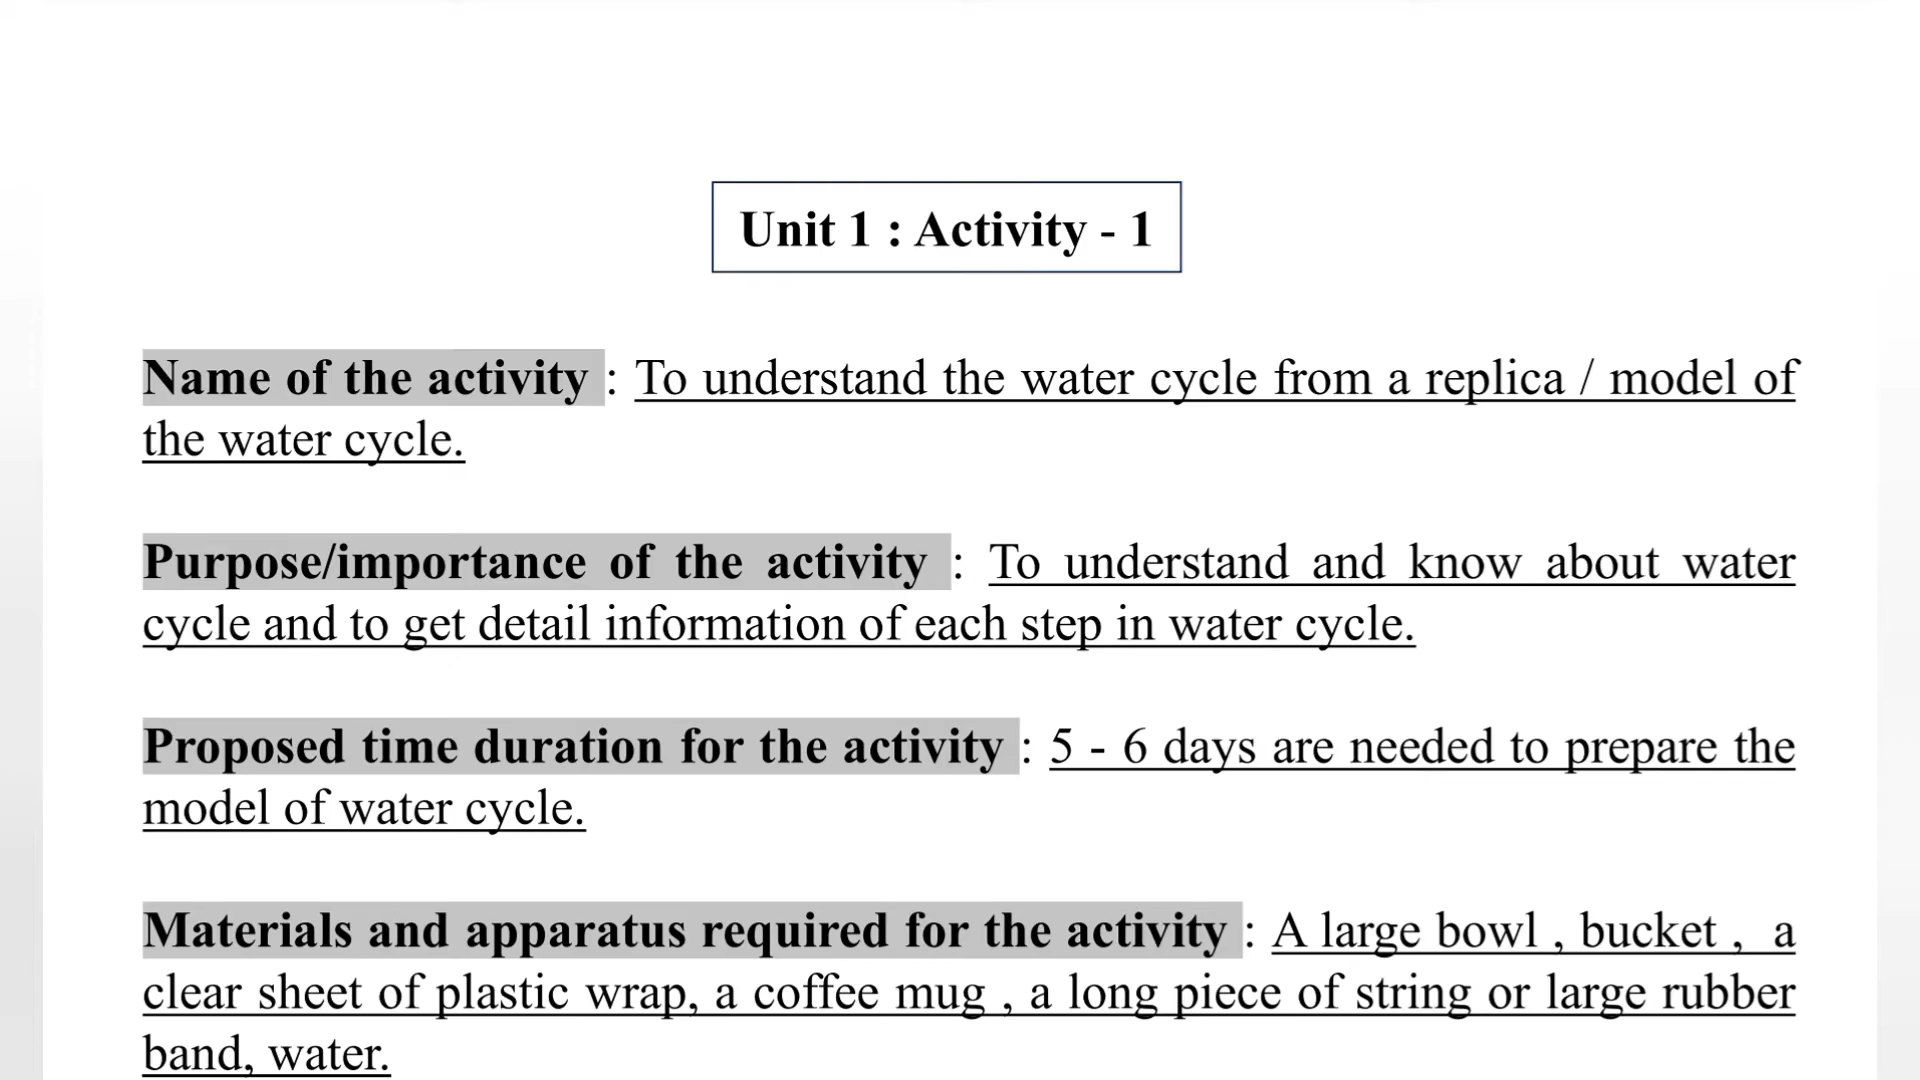 Unit 1 : Activity - 1
Name of the activity : To understand the water cycle from a replica / model of
the water cycle.
Purpose/importance of the activity : To understand and know about water
cycle and to get detail information of each step in water cycle.
Proposed time duration for the activity : 5 - 6 days are needed to prepare the
model of water cycle.
Materials and apparatus required for the activity : A large bowl , bucket , a
clear sheet of plastic wrap, a coffee mug , a long piece of string or large rubber
band, water.